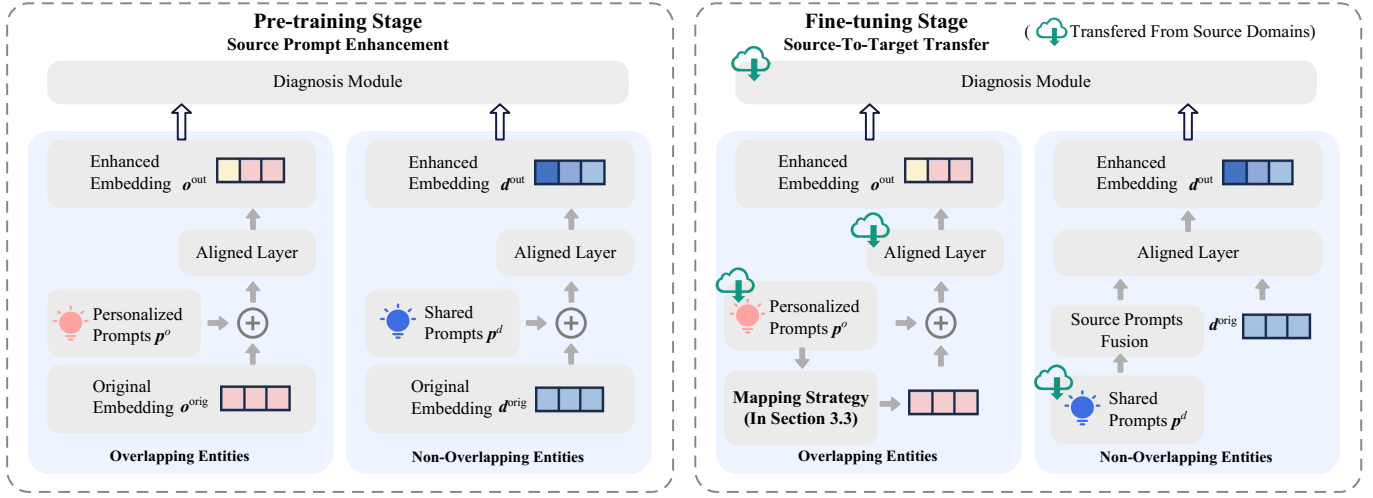 Pre-training Stage
Source Prompt Enhancement
Diagnosis Module
Enhanced
Embedding o^out
Aligned Layer
Personalized
Prompts p^o
+
Original
Embedding o^orig
Overlapping Entities
Enhanced
Embedding d^out
Aligned Layer
Shared
Prompts p^d
+
Original
Embedding d^orig
Non-Overlapping Entities
Fine-tuning Stage
Source-To-Target Transfer
( Transfered From Source Domains)
Diagnosis Module
Enhanced
Embedding o^out
Aligned Layer
Personalized
Prompts p^o
+
Mapping Strategy
(In Section 3.3)
Overlapping Entities
Enhanced
Embedding d^out
Aligned Layer
Source Prompts
Fusion
d^orig
Shared
Prompts p^d
Non-Overlapping Entities